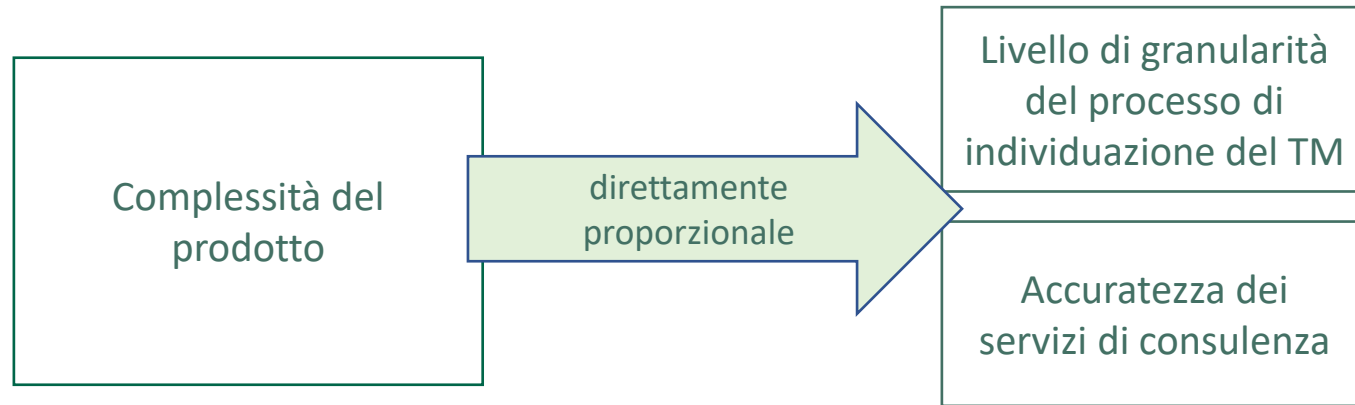 Complessità del
prodotto
direttamente
proporzionale
Livello di granularità
del processo di
individuazione del TM
Accuratezza dei
servizi di consulenza